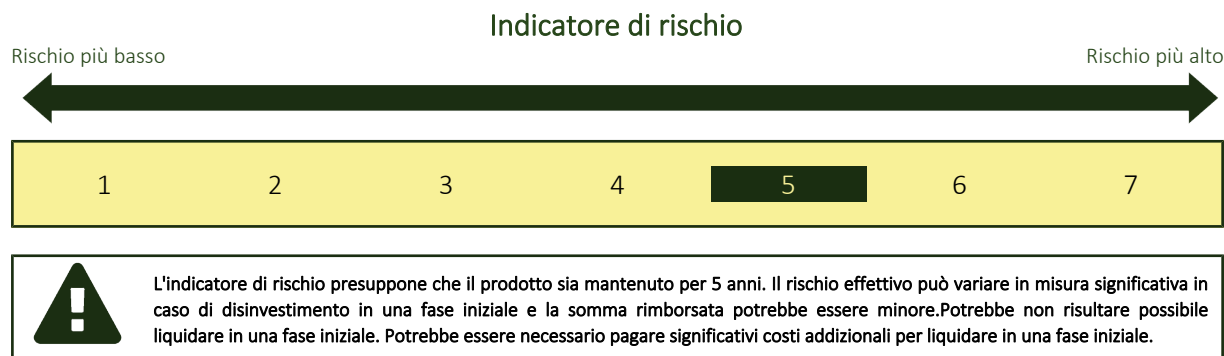 Indicatore di rischio
Rischio più basso
Rischio più alto
1 2 3 4 5 6 7
L'indicatore di rischio presuppone che il prodotto sia mantenuto per 5 anni. Il rischio effettivo può variare in misura significativa in
caso di disinvestimento in una fase iniziale e la somma rimborsata potrebbe essere minore.Potrebbe non risultare possibile
liquidare in una fase iniziale. Potrebbe essere necessario pagare significativi costi addizionali per liquidare in una fase iniziale.